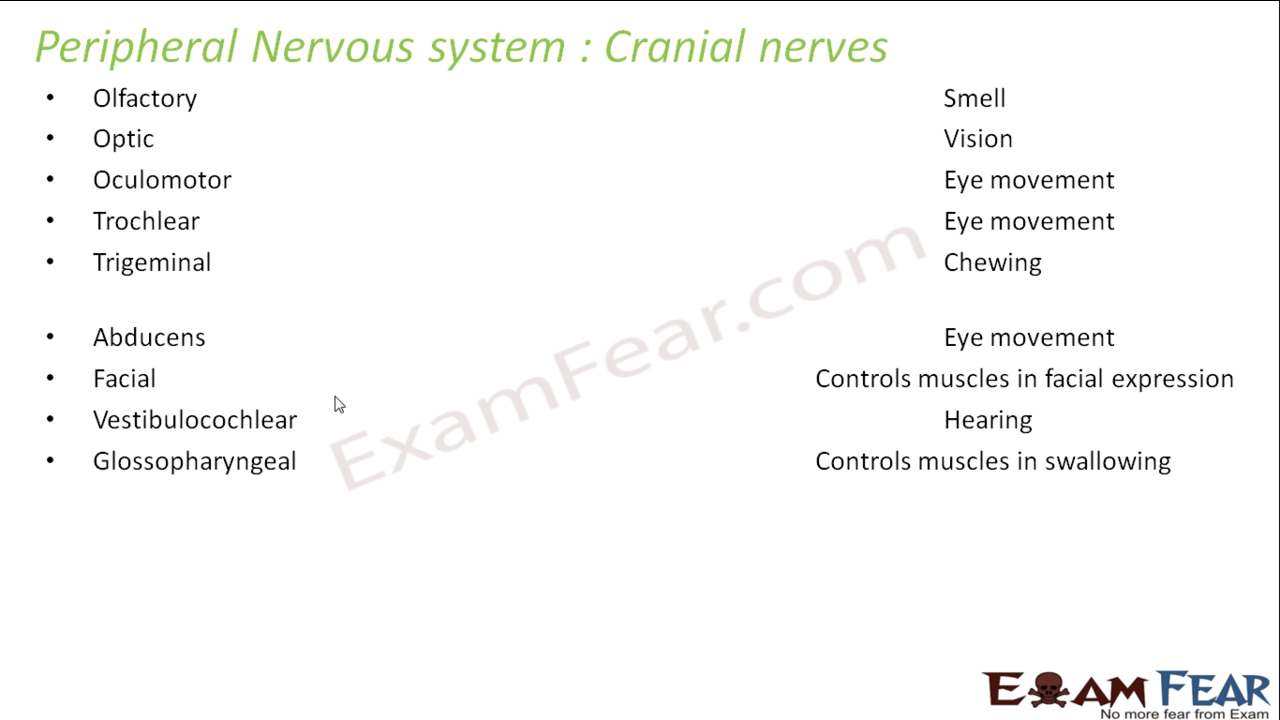 Peripheral Nervous system : Cranial nerves
• Olfactory Smell
• Optic Vision
• Oculomotor Eye movement
• Trochlear Eye movement
• Trigeminal Chewing
• Abducens Eye movement
• Facial Controls muscles in facial expression
• Vestibulocochlear Hearing
• Glossopharyngeal Controls muscles in swallowing
ExamFear.com
EXAM FEAR
No more fear from Exam